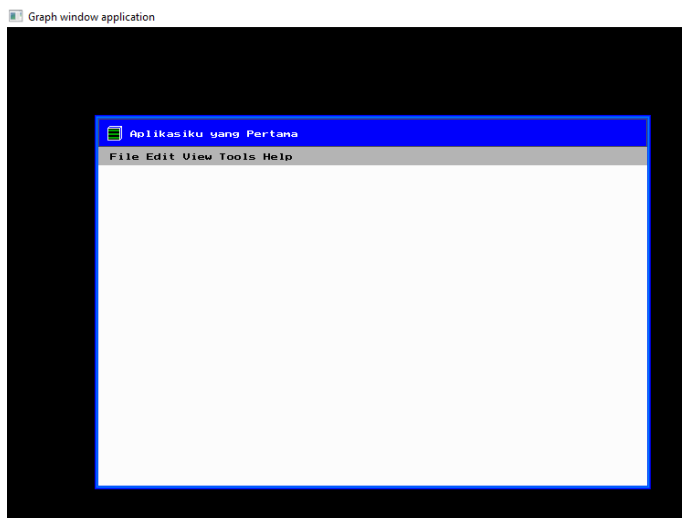 Graph window application
Aplikasiku yang Pertama
File Edit View Tools Help